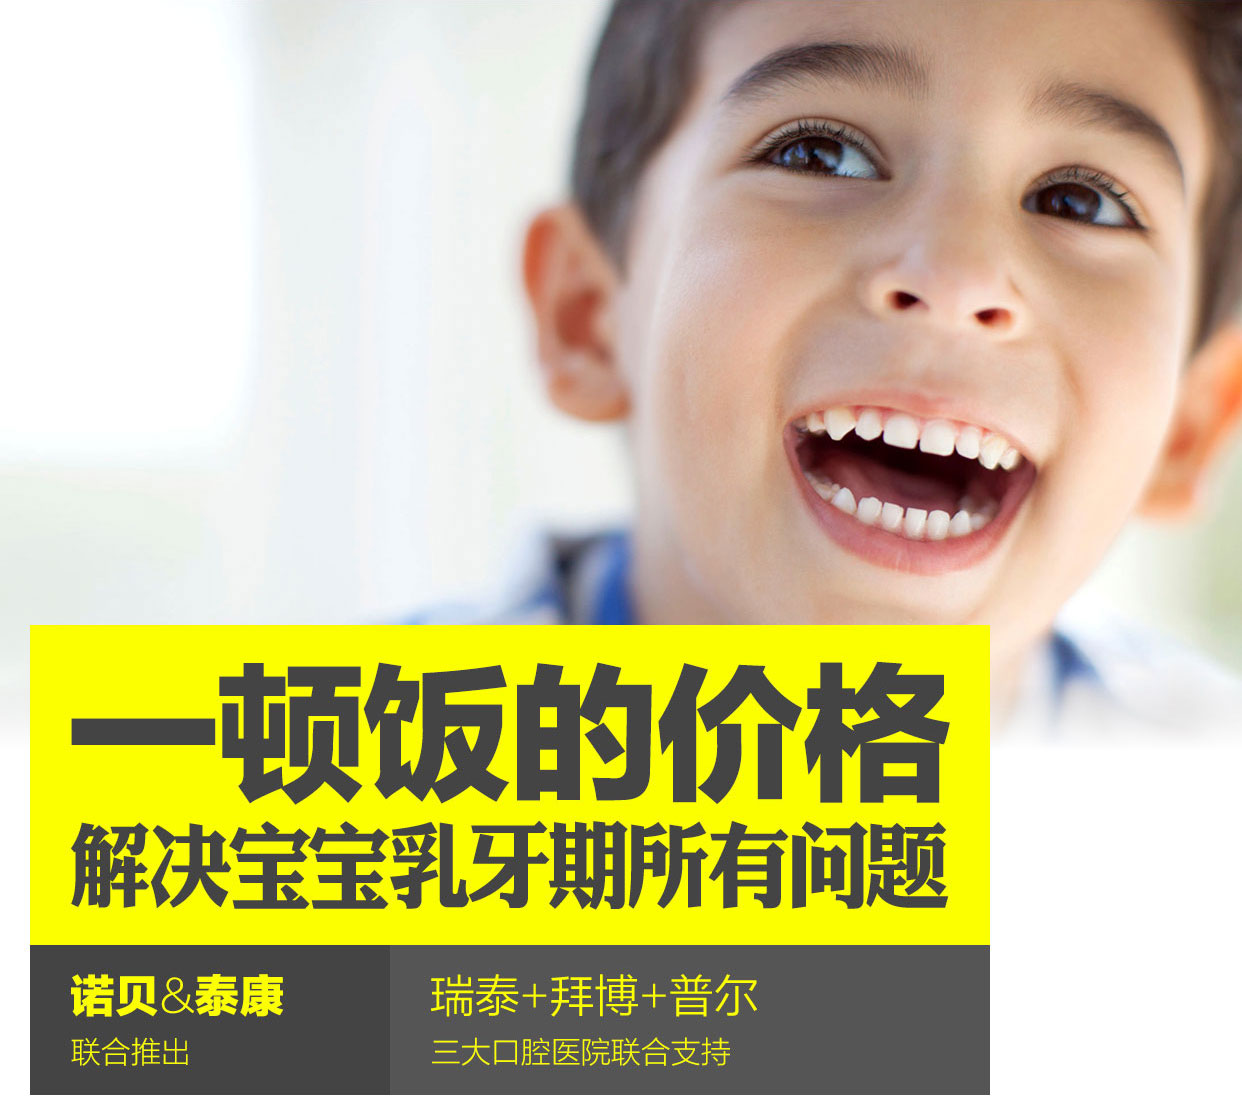 一顿饭的价格
解决宝宝乳牙期所有问题
诺贝&泰康
联合推出
瑞泰+拜博+普尔
三大口腔医院联合支持